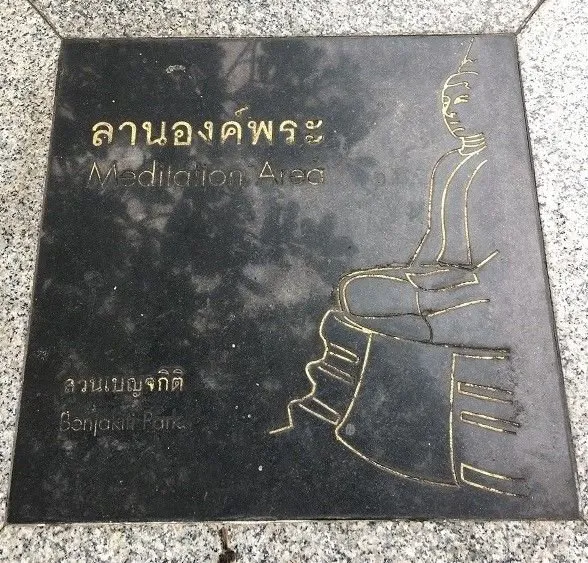 ลานองค์พระ
Meditation Area
สวนเบญจกิติ
Benjakiti Park